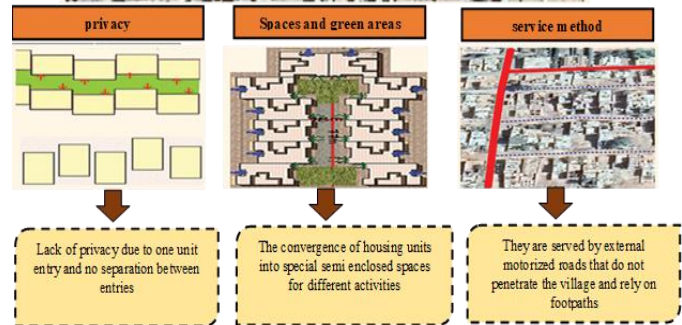 privacy
Spaces and green areas
service method
Lack of privacy due to one unit
entry and no separation between
entries
The convergence of housing units
into special semi enclosed spaces
for different activities
They are served by external
motorized roads that do not
penetrate the village and rely on
footpaths